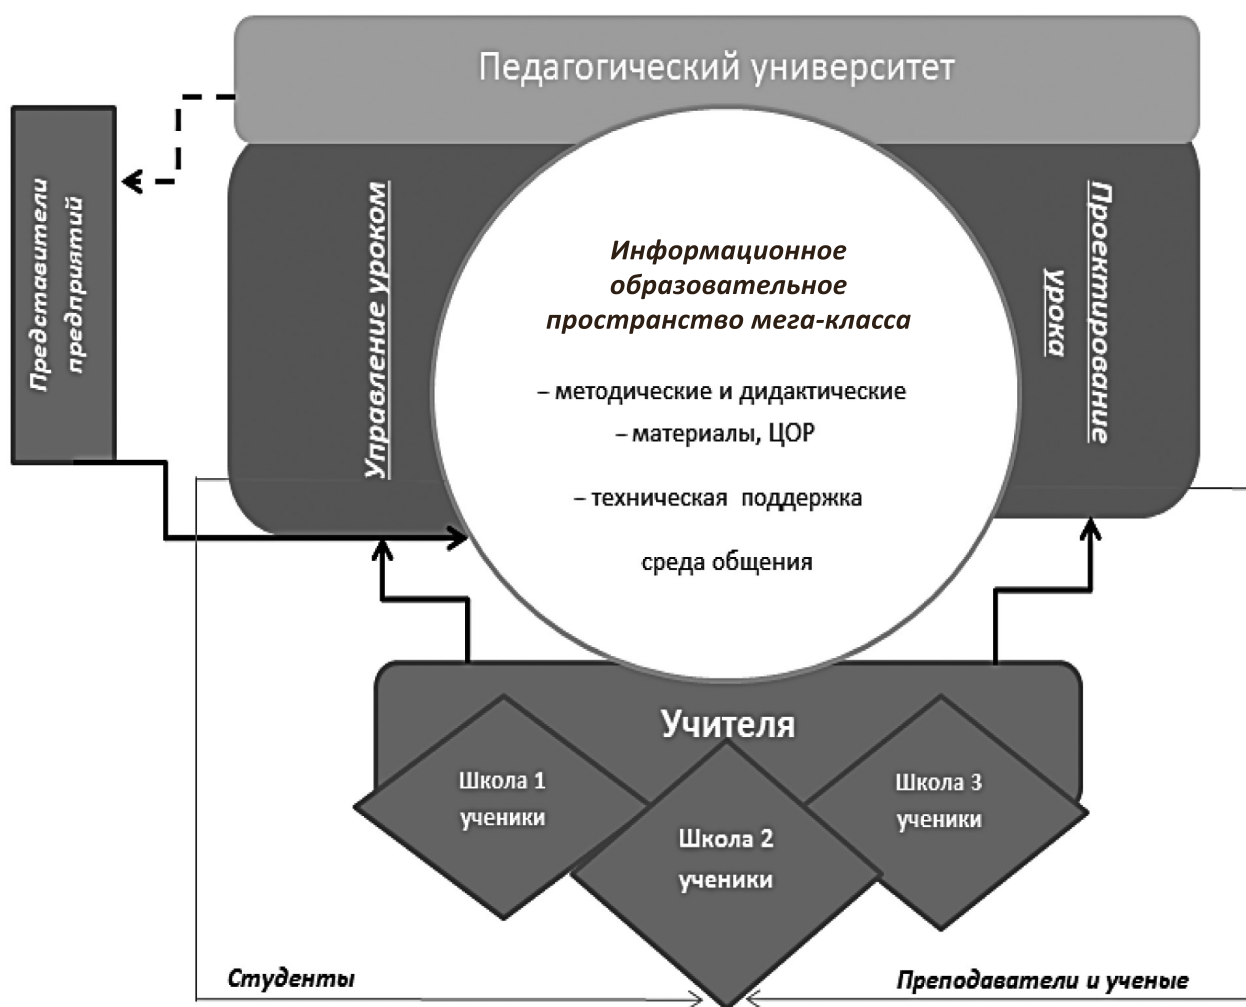 Педагогический университет
Представители
предприятий
Управление уроком
Информационное
образовательное
пространство мега-класса
– методические и дидактические
– материалы, ЦОР
– техническая поддержка
среда общения
Проектирование
урока
Учителя
Школа 1
ученики
Школа 2
ученики
Школа 3
ученики
Студенты
Преподаватели и ученые